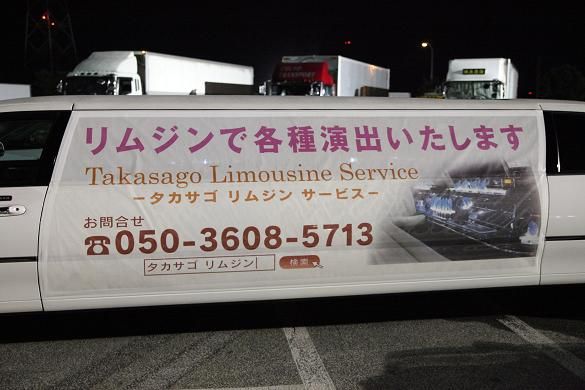 リムジンで各種演出いたします
Takasago Limousine Service
－タカサゴ リムジン サービス－
お問合せ
☎050-3608-5713
タカサゴ リムジン 検索